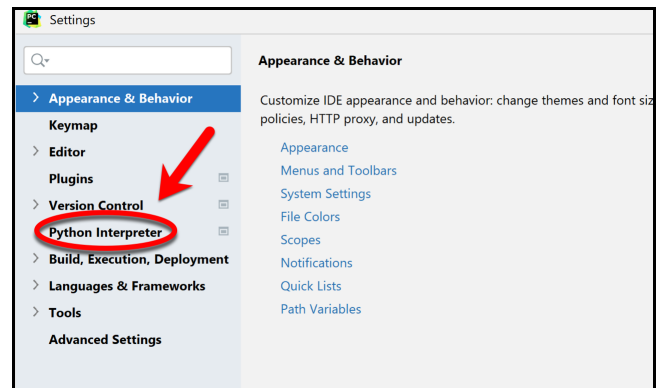 PC
Settings
Appearance & Behavior
Keymap
Editor
Plugins
Version Control
Python Interpreter
Build, Execution, Deployment
Languages & Frameworks
Tools
Advanced Settings
Appearance & Behavior
Customize IDE appearance and behavior: change themes and font siz
policies, HTTP proxy, and updates.
Appearance
Menus and Toolbars
System Settings
File Colors
Scopes
Notifications
Quick Lists
Path Variables